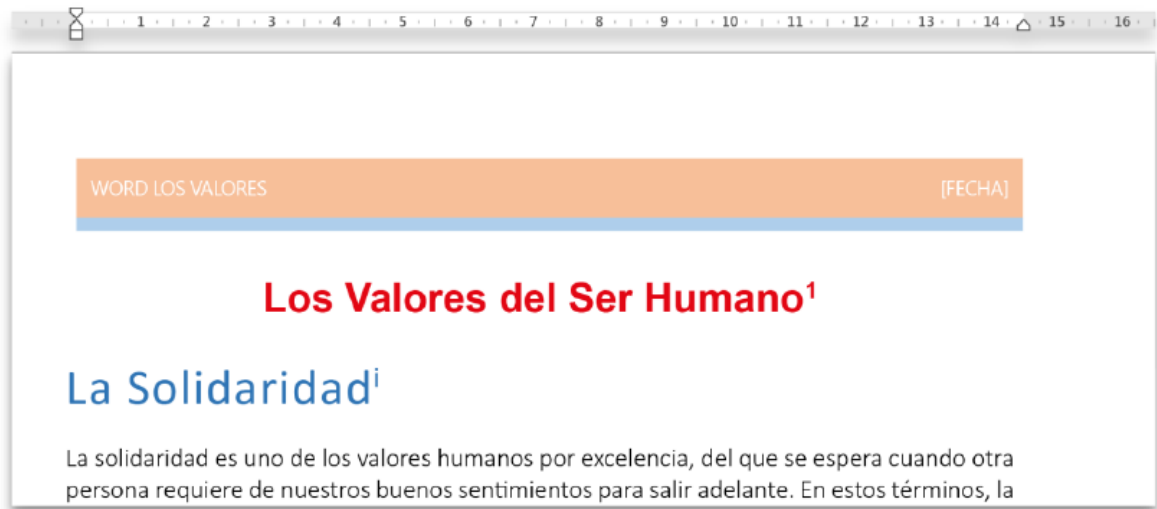 1 2 3 4 5 6 7 8 9 10 11 12 13 14 15 16
WORD LOS VALORES [FECHA]
Los Valores del Ser Humano¹
La Solidaridadⁱ
La solidaridad es uno de los valores humanos por excelencia, del que se espera cuando otra
persona requiere de nuestros buenos sentimientos para salir adelante. En estos términos, la